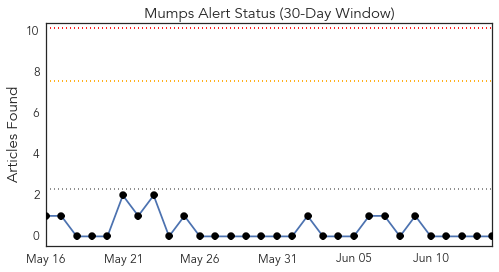 Mumps Alert Status (30-Day Window)
Articles Found
10
8
6
4
2
0
May 16
May 21
May 26
May 31
Jun 05
Jun 10